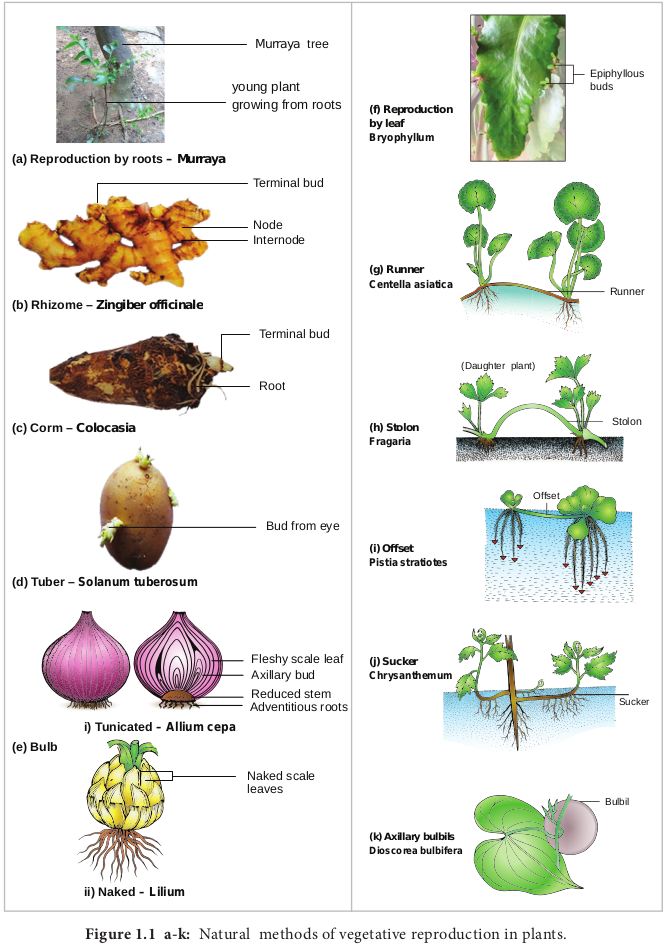 Murraya tree
young plant
growing from roots
(a) Reproduction by roots – Murraya
Terminal bud
Node
Internode
(b) Rhizome – Zingiber officinale
Terminal bud
Root
(c) Corm – Colocasia
Bud from eye
(d) Tuber – Solanum tuberosum
Fleshy scale leaf
Axillary bud
Reduced stem
Adventitious roots
i) Tunicated – Allium cepa
(e) Bulb
Naked scale
leaves
ii) Naked – Lilium
Epiphyllous
buds
(f) Reproduction
by leaf
Bryophyllum
(g) Runner
Centella asiatica
Runner
(Daughter plant)
Stolon
(h) Stolon
Fragaria
Offset
(i) Offset
Pistia stratiotes
(j) Sucker
Chrysanthemum
Sucker
Bulbil
(k) Axillary bulbils
Dioscorea bulbifera
Figure 1.1 a-k: Natural methods of vegetative reproduction in plants.